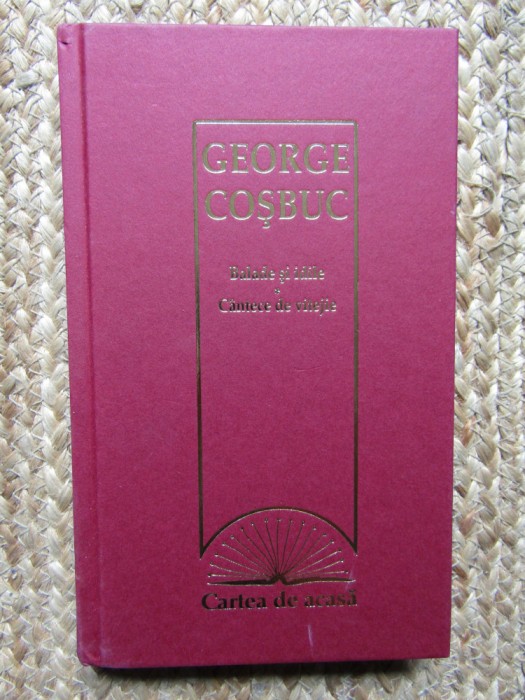 GEORGE
COŞBUC
Balade şi idile
*
Cântece de vitejie
Cartea de acasă